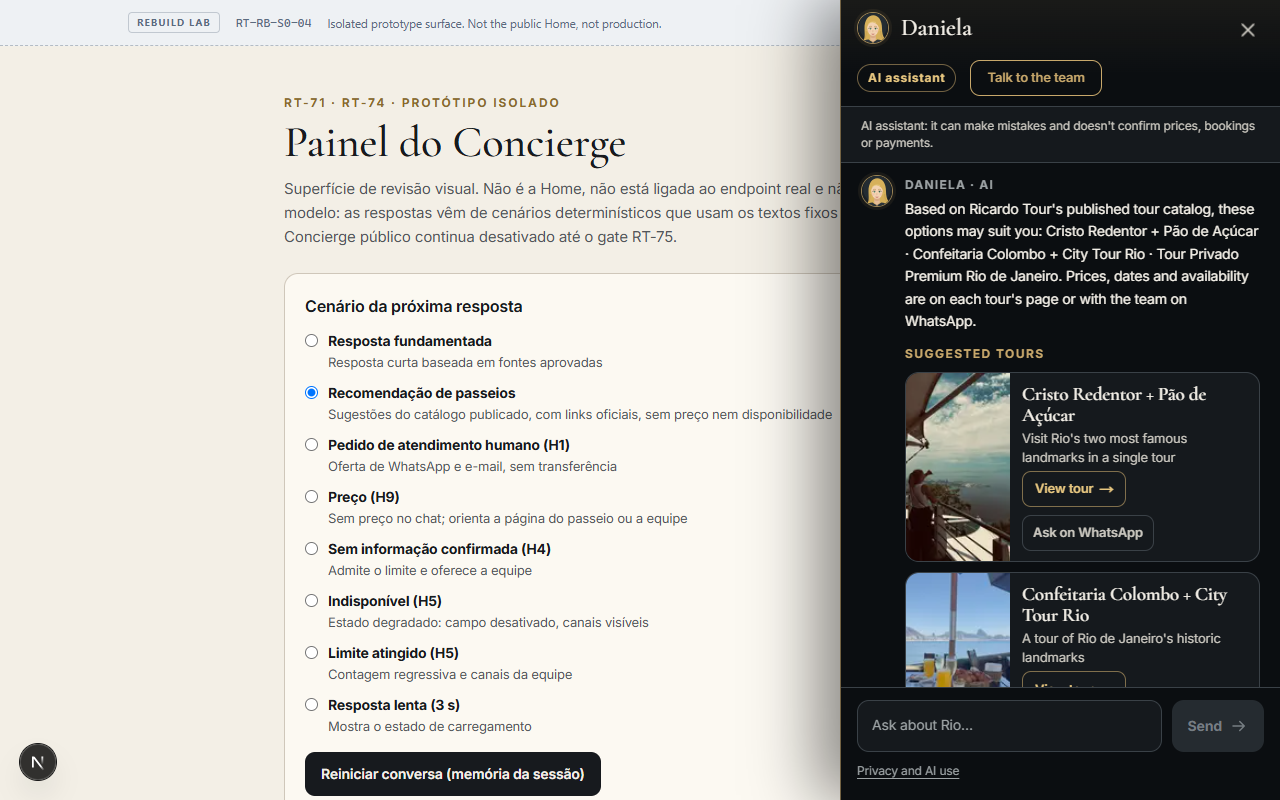 REBUILD LAB RT-RB-S0-04 Isolated prototype surface. Not the public Home, not production.
RT-71 · RT-74 · PROTÓTIPO ISOLADO
Painel do Concierge
Superfície de revisão visual. Não é a Home, não está ligada ao endpoint real e
modelo: as respostas vêm de cenários determinísticos que usam os textos fixos
Concierge público continua desativado até o gate RT-75.
Cenário da próxima resposta
Resposta fundamentada
Resposta curta baseada em fontes aprovadas
Recomendação de passeios
Sugestões do catálogo publicado, com links oficiais, sem preço nem disponibilidade
Pedido de atendimento humano (H1)
Oferta de WhatsApp e e-mail, sem transferência
Preço (H9)
Sem preço no chat; orienta a página do passeio ou a equipe
Sem informação confirmada (H4)
Admite o limite e oferece a equipe
Indisponível (H5)
Estado degradado: campo desativado, canais visíveis
Limite atingido (H5)
Contagem regressiva e canais da equipe
Resposta lenta (3 s)
Mostra o estado de carregamento
Reiniciar conversa (memória da sessão)
N
Daniela
AI assistant
Talk to the team
AI assistant: it can make mistakes and doesn't confirm prices, bookings
or payments.
DANIELA · AI
Based on Ricardo Tour's published tour catalog, these
options may suit you: Cristo Redentor + Pão de Açúcar
· Confeitaria Colombo + City Tour Rio · Tour Privado
Premium Rio de Janeiro. Prices, dates and availability
are on each tour's page or with the team on
WhatsApp.
SUGGESTED TOURS
Cristo Redentor + Pão de
Açúcar
Visit Rio's two most famous
landmarks in a single tour
View tour →
Ask on WhatsApp
Confeitaria Colombo + City
Tour Rio
A tour of Rio de Janeiro's historic
landmarks
Ask about Rio...
Send →
Privacy and AI use